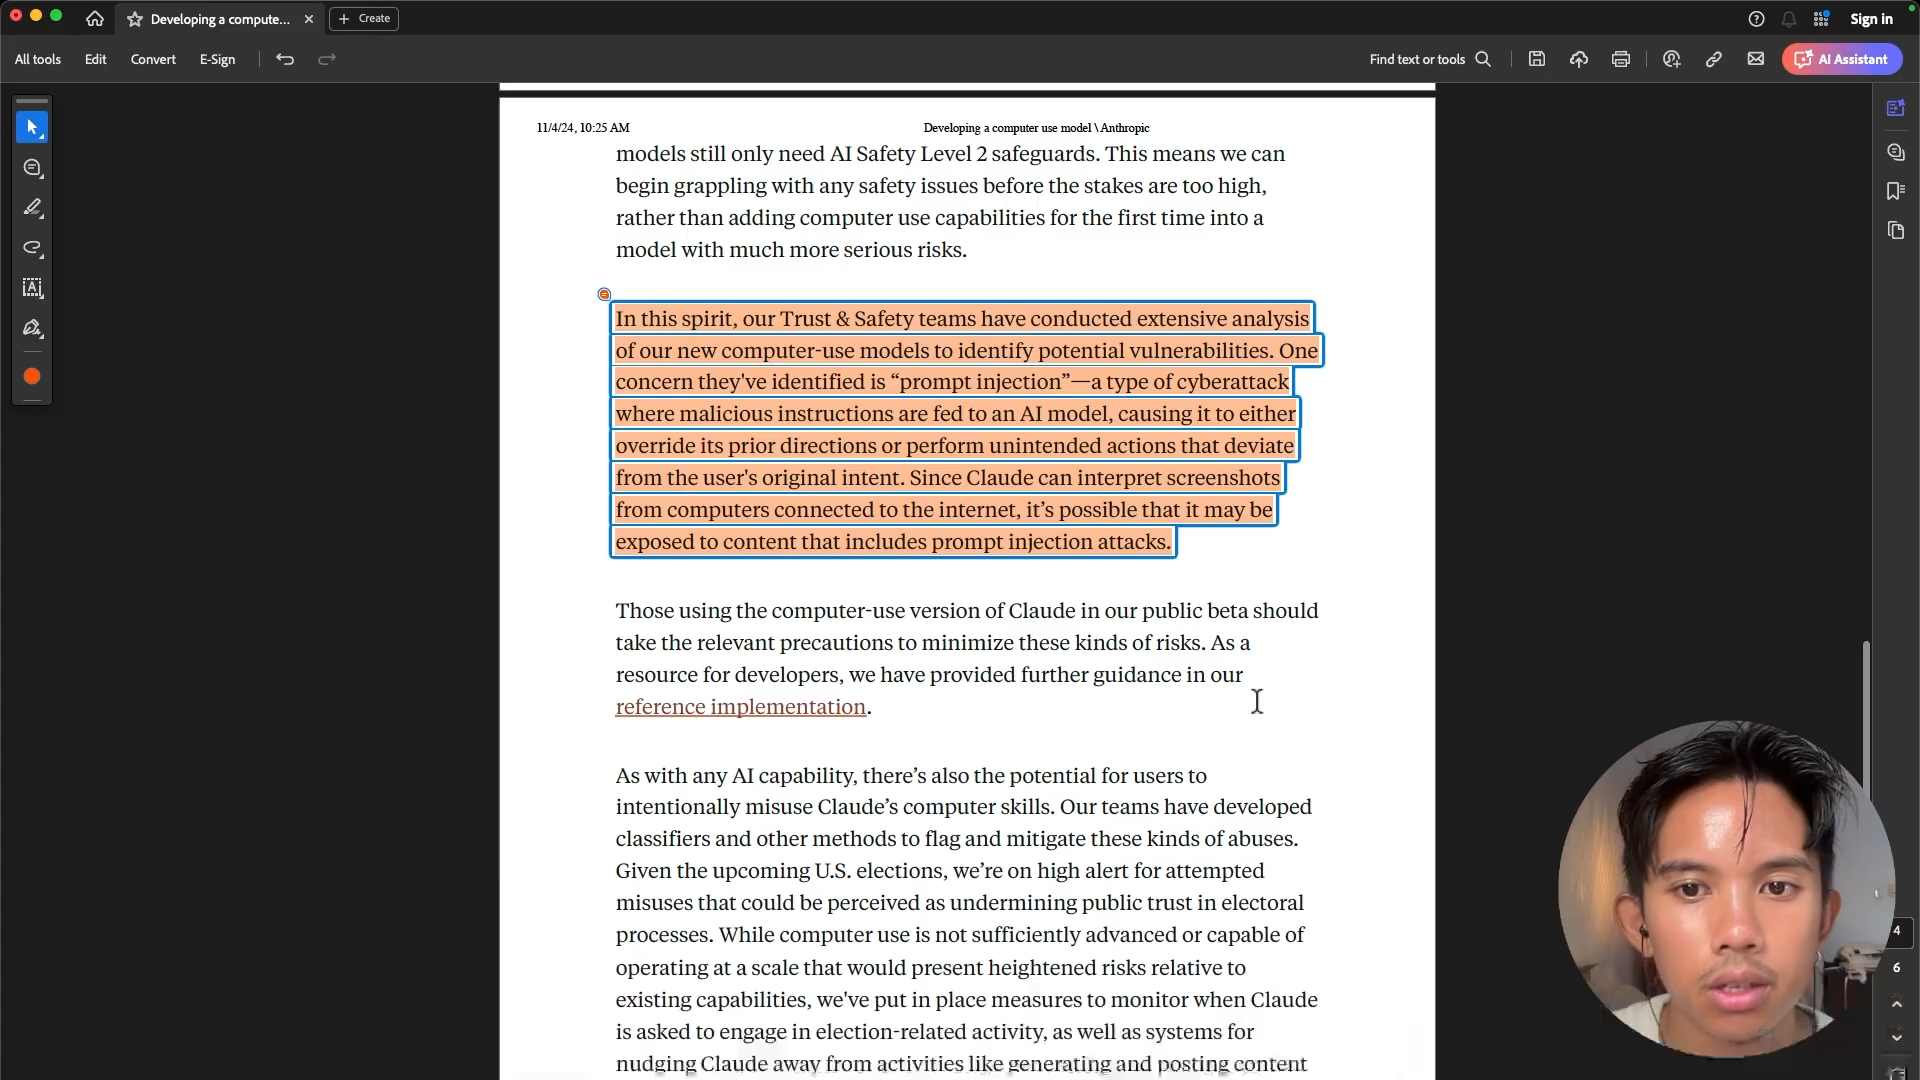 Developing a compute...
Create
Sign in
All tools
Edit
Convert
E-Sign
Find text or tools
AI Assistant
11/4/24, 10:25 AM
Developing a computer use model \ Anthropic
models still only need AI Safety Level 2 safeguards. This means we can
begin grappling with any safety issues before the stakes are too high,
rather than adding computer use capabilities for the first time into a
model with much more serious risks.
In this spirit, our Trust & Safety teams have conducted extensive analysis
of our new computer-use models to identify potential vulnerabilities. One
concern they've identified is “prompt injection”—a type of cyberattack
where malicious instructions are fed to an AI model, causing it to either
override its prior directions or perform unintended actions that deviate
from the user's original intent. Since Claude can interpret screenshots
from computers connected to the internet, it’s possible that it may be
exposed to content that includes prompt injection attacks.
Those using the computer-use version of Claude in our public beta should
take the relevant precautions to minimize these kinds of risks. As a
resource for developers, we have provided further guidance in our
reference implementation.
As with any AI capability, there’s also the potential for users to
intentionally misuse Claude’s computer skills. Our teams have developed
classifiers and other methods to flag and mitigate these kinds of abuses.
Given the upcoming U.S. elections, we’re on high alert for attempted
misuses that could be perceived as undermining public trust in electoral
processes. While computer use is not sufficiently advanced or capable of
operating at a scale that would present heightened risks relative to
existing capabilities, we've put in place measures to monitor when Claude
is asked to engage in election-related activity, as well as systems for
nudging Claude away from activities like generating and posting content
4
6